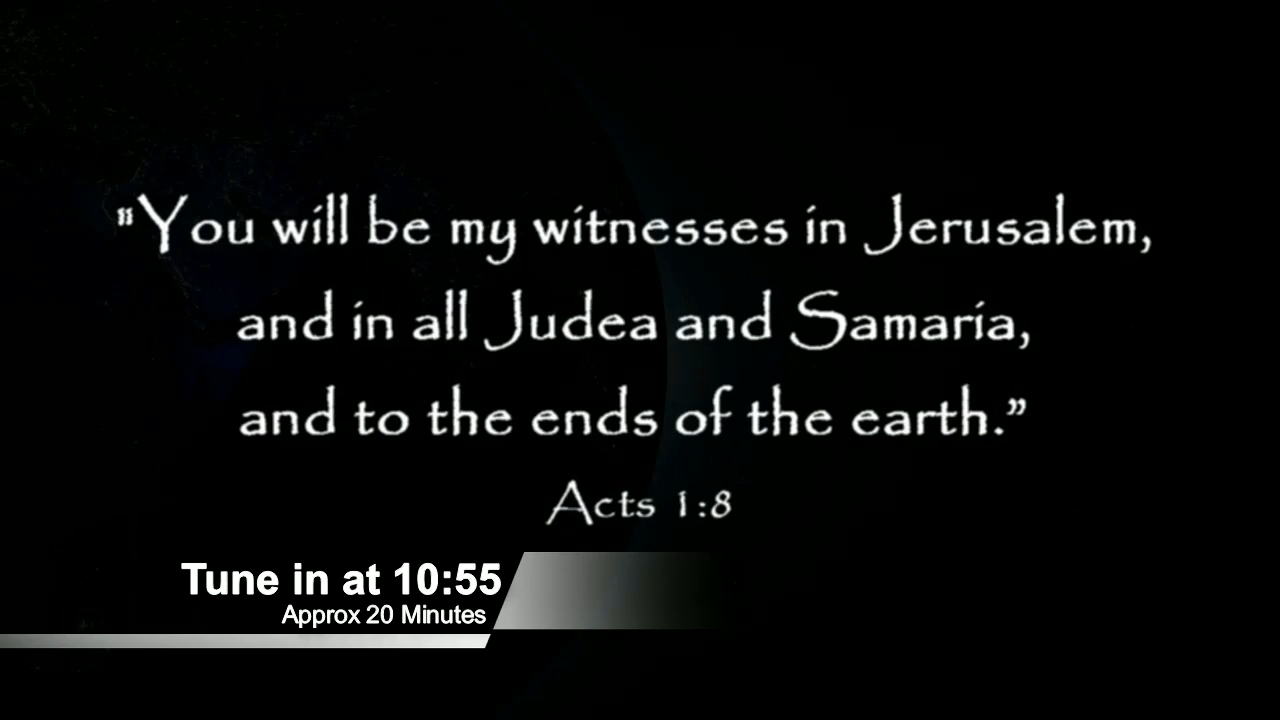 "You will be my witnesses in Jerusalem,
and in all Judea and Samaria,
and to the ends of the earth.”
Acts 1:8
Tune in at 10:55
Approx 20 Minutes